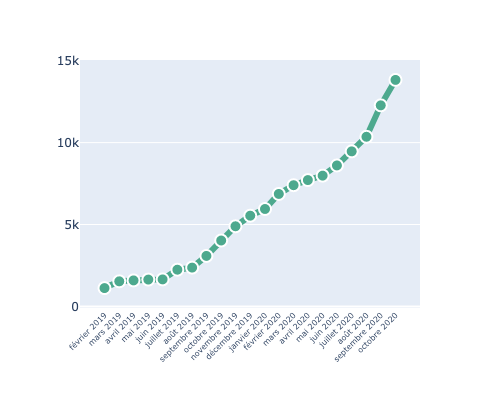 15k
10k
5k
0
février 2019
mars 2019
avril 2019
mai 2019
juin 2019
juillet 2019
août 2019
septembre 2019
octobre 2019
novembre 2019
décembre 2019
janvier 2020
février 2020
mars 2020
avril 2020
mai 2020
juin 2020
juillet 2020
août 2020
septembre 2020
octobre 2020